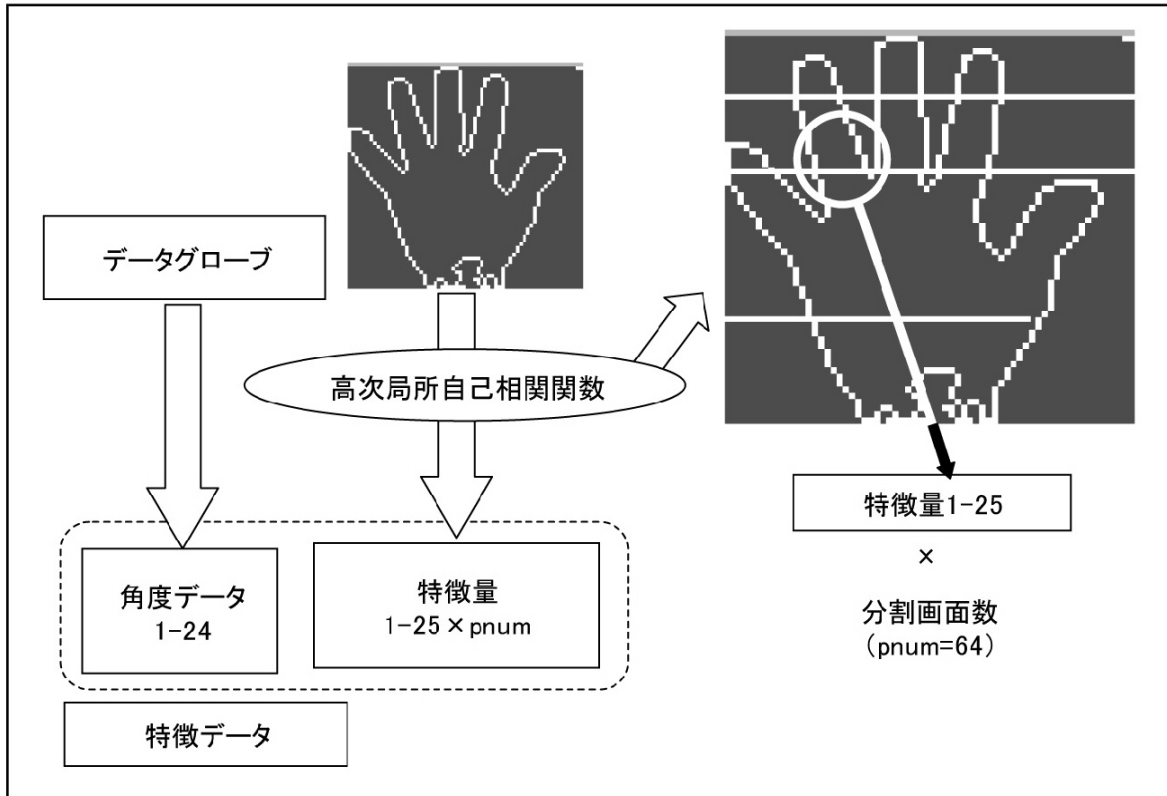 データグローブ
高次局所自己相関関数
角度データ
1-24
特徴量
1-25×pnum
特徴データ
特徴量1-25
×
分割画面数
（pnum=64）